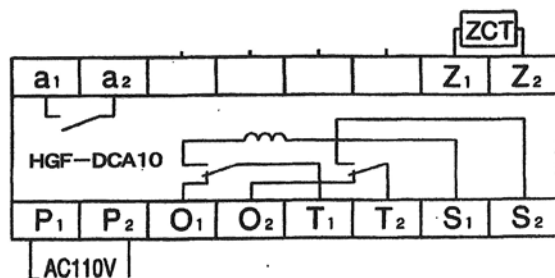 ZCT
a1 a2 Z1 Z2
HGF-DCA10
P1 P2 O1 O2 T1 T2 S1 S2
AC110V